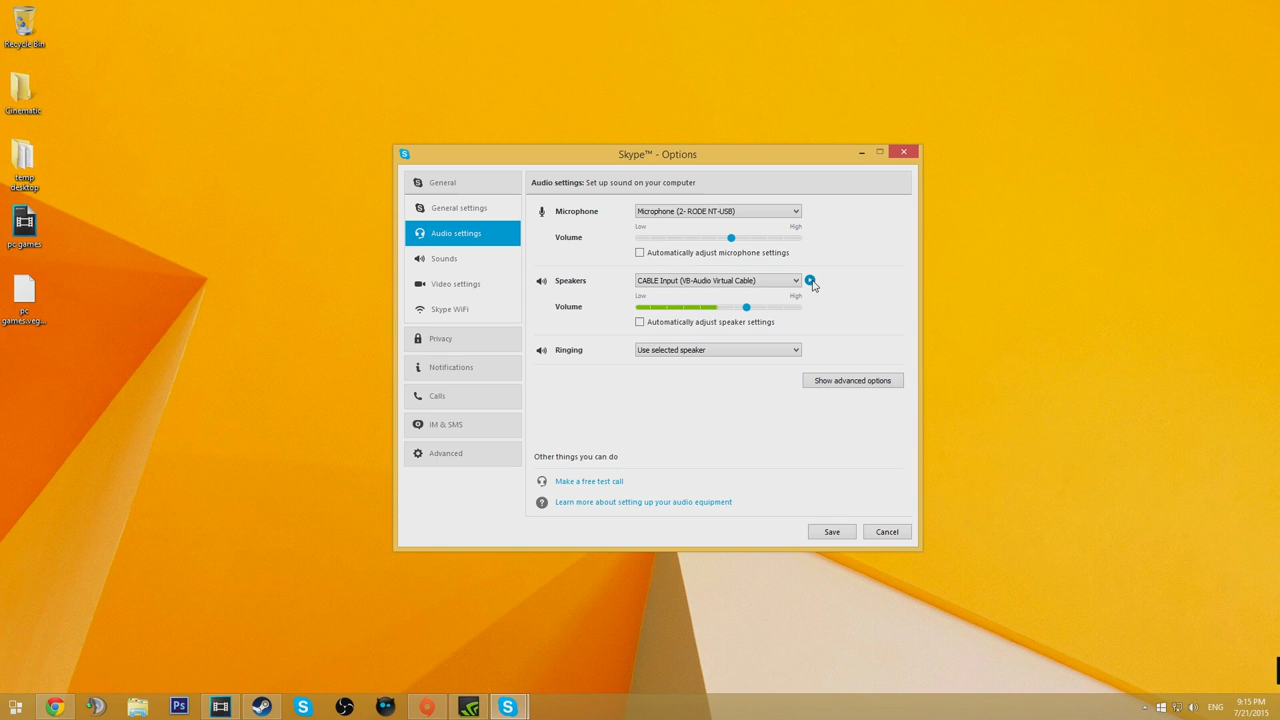 Recycle Bin
Cinematic
temp
desktop
pc games
pc
games.veg...
Skype™ - Options
General
General settings
Audio settings
Sounds
Video settings
Skype WiFi
Privacy
Notifications
Calls
IM & SMS
Advanced
Audio settings: Set up sound on your computer
Microphone
Microphone (2- RODE NT-USB)
Low High
Volume
Automatically adjust microphone settings
Speakers
CABLE Input (VB-Audio Virtual Cable)
Low High
Volume
Automatically adjust speaker settings
Ringing
Use selected speaker
Show advanced options
Other things you can do
Make a free test call
Learn more about setting up your audio equipment
Save
Cancel
Ps
ENG
9:15 PM
7/21/2015